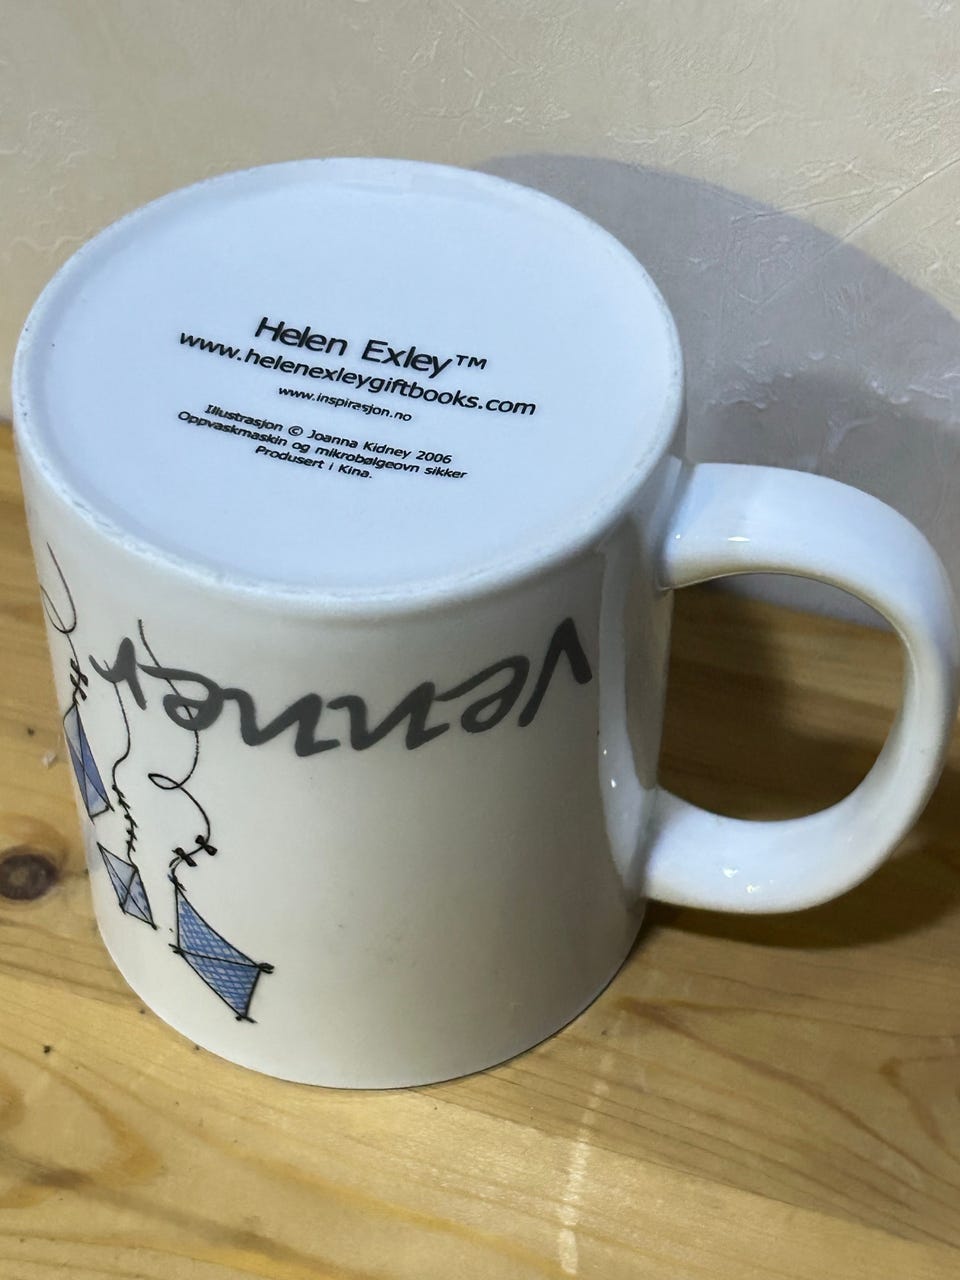 Helen Exley™
www.helenexleygiftbooks.com
www.inspirasjon.no
Illustrasjon © Joanna Kidney 2006
Oppvaskmaskin og mikrobølgeovn sikker
Produsert i Kina.
Venner